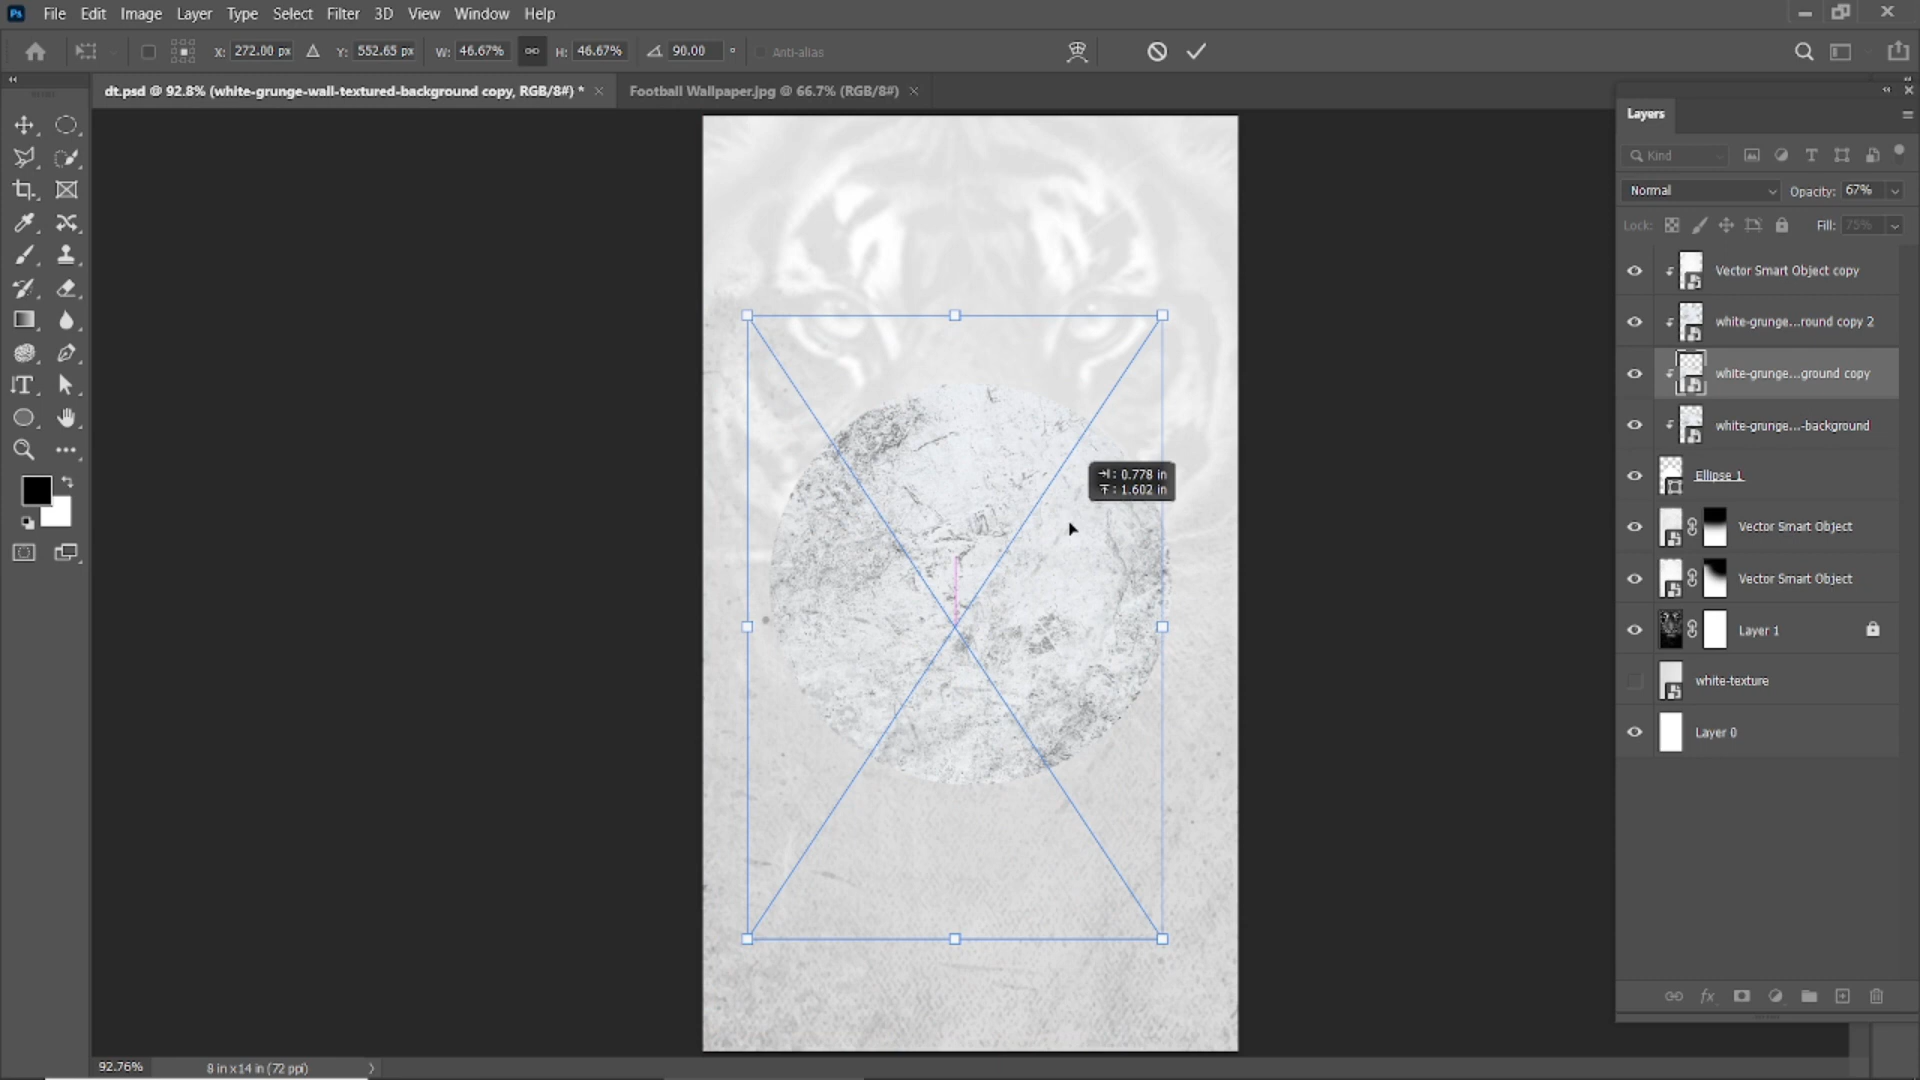 Ps File Edit Image Layer Type Select Filter 3D View Window Help
X: 272.00 px Y: 552.65 px W: 46.67% H: 46.67% 90.00 ° Anti-alias
dt.psd @ 92.8% (white-grunge-wall-textured-background copy, RGB/8#) * Football Wallpaper.jpg @ 66.7% (RGB/8#)
Layers
Kind
Normal Opacity: 67%
Lock: Fill: 75%
Vector Smart Object copy
white-grunge...round copy 2
white-grunge...ground copy
white-grunge...-background
Ellipse 1
Vector Smart Object
Vector Smart Object
Layer 1
white-texture
Layer 0
: 0.778 in
: 1.602 in
92.76% 8 in x 14 in (72 ppi)